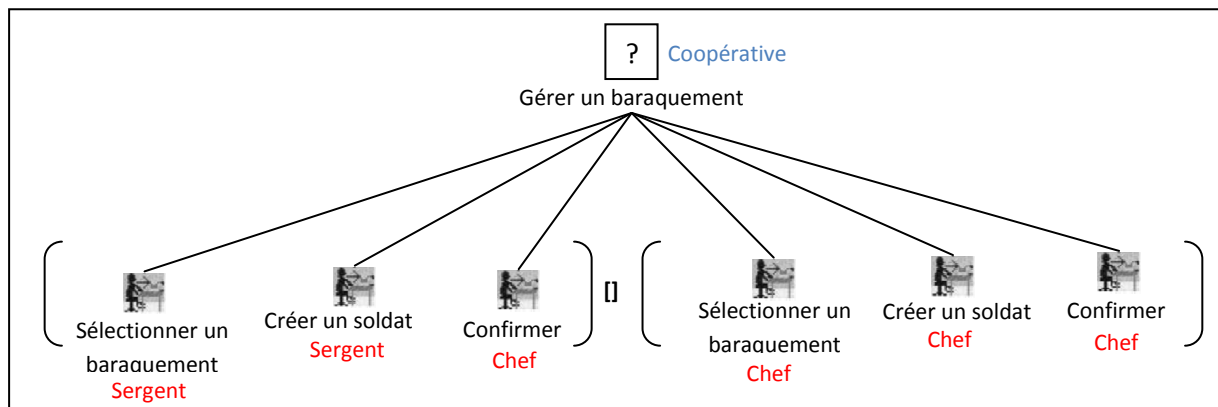 ? Coopérative
Gérer un baraquement
Sélectionner un
baraquement
Sergent
Créer un soldat
Sergent
Confirmer
Chef
[]
Sélectionner un
baraquement
Chef
Créer un soldat
Chef
Confirmer
Chef